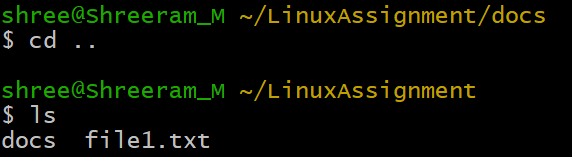 shree@Shreeram_M ~/LinuxAssignment/docs
$ cd ..
shree@Shreeram_M ~/LinuxAssignment
$ ls
docs  file1.txt